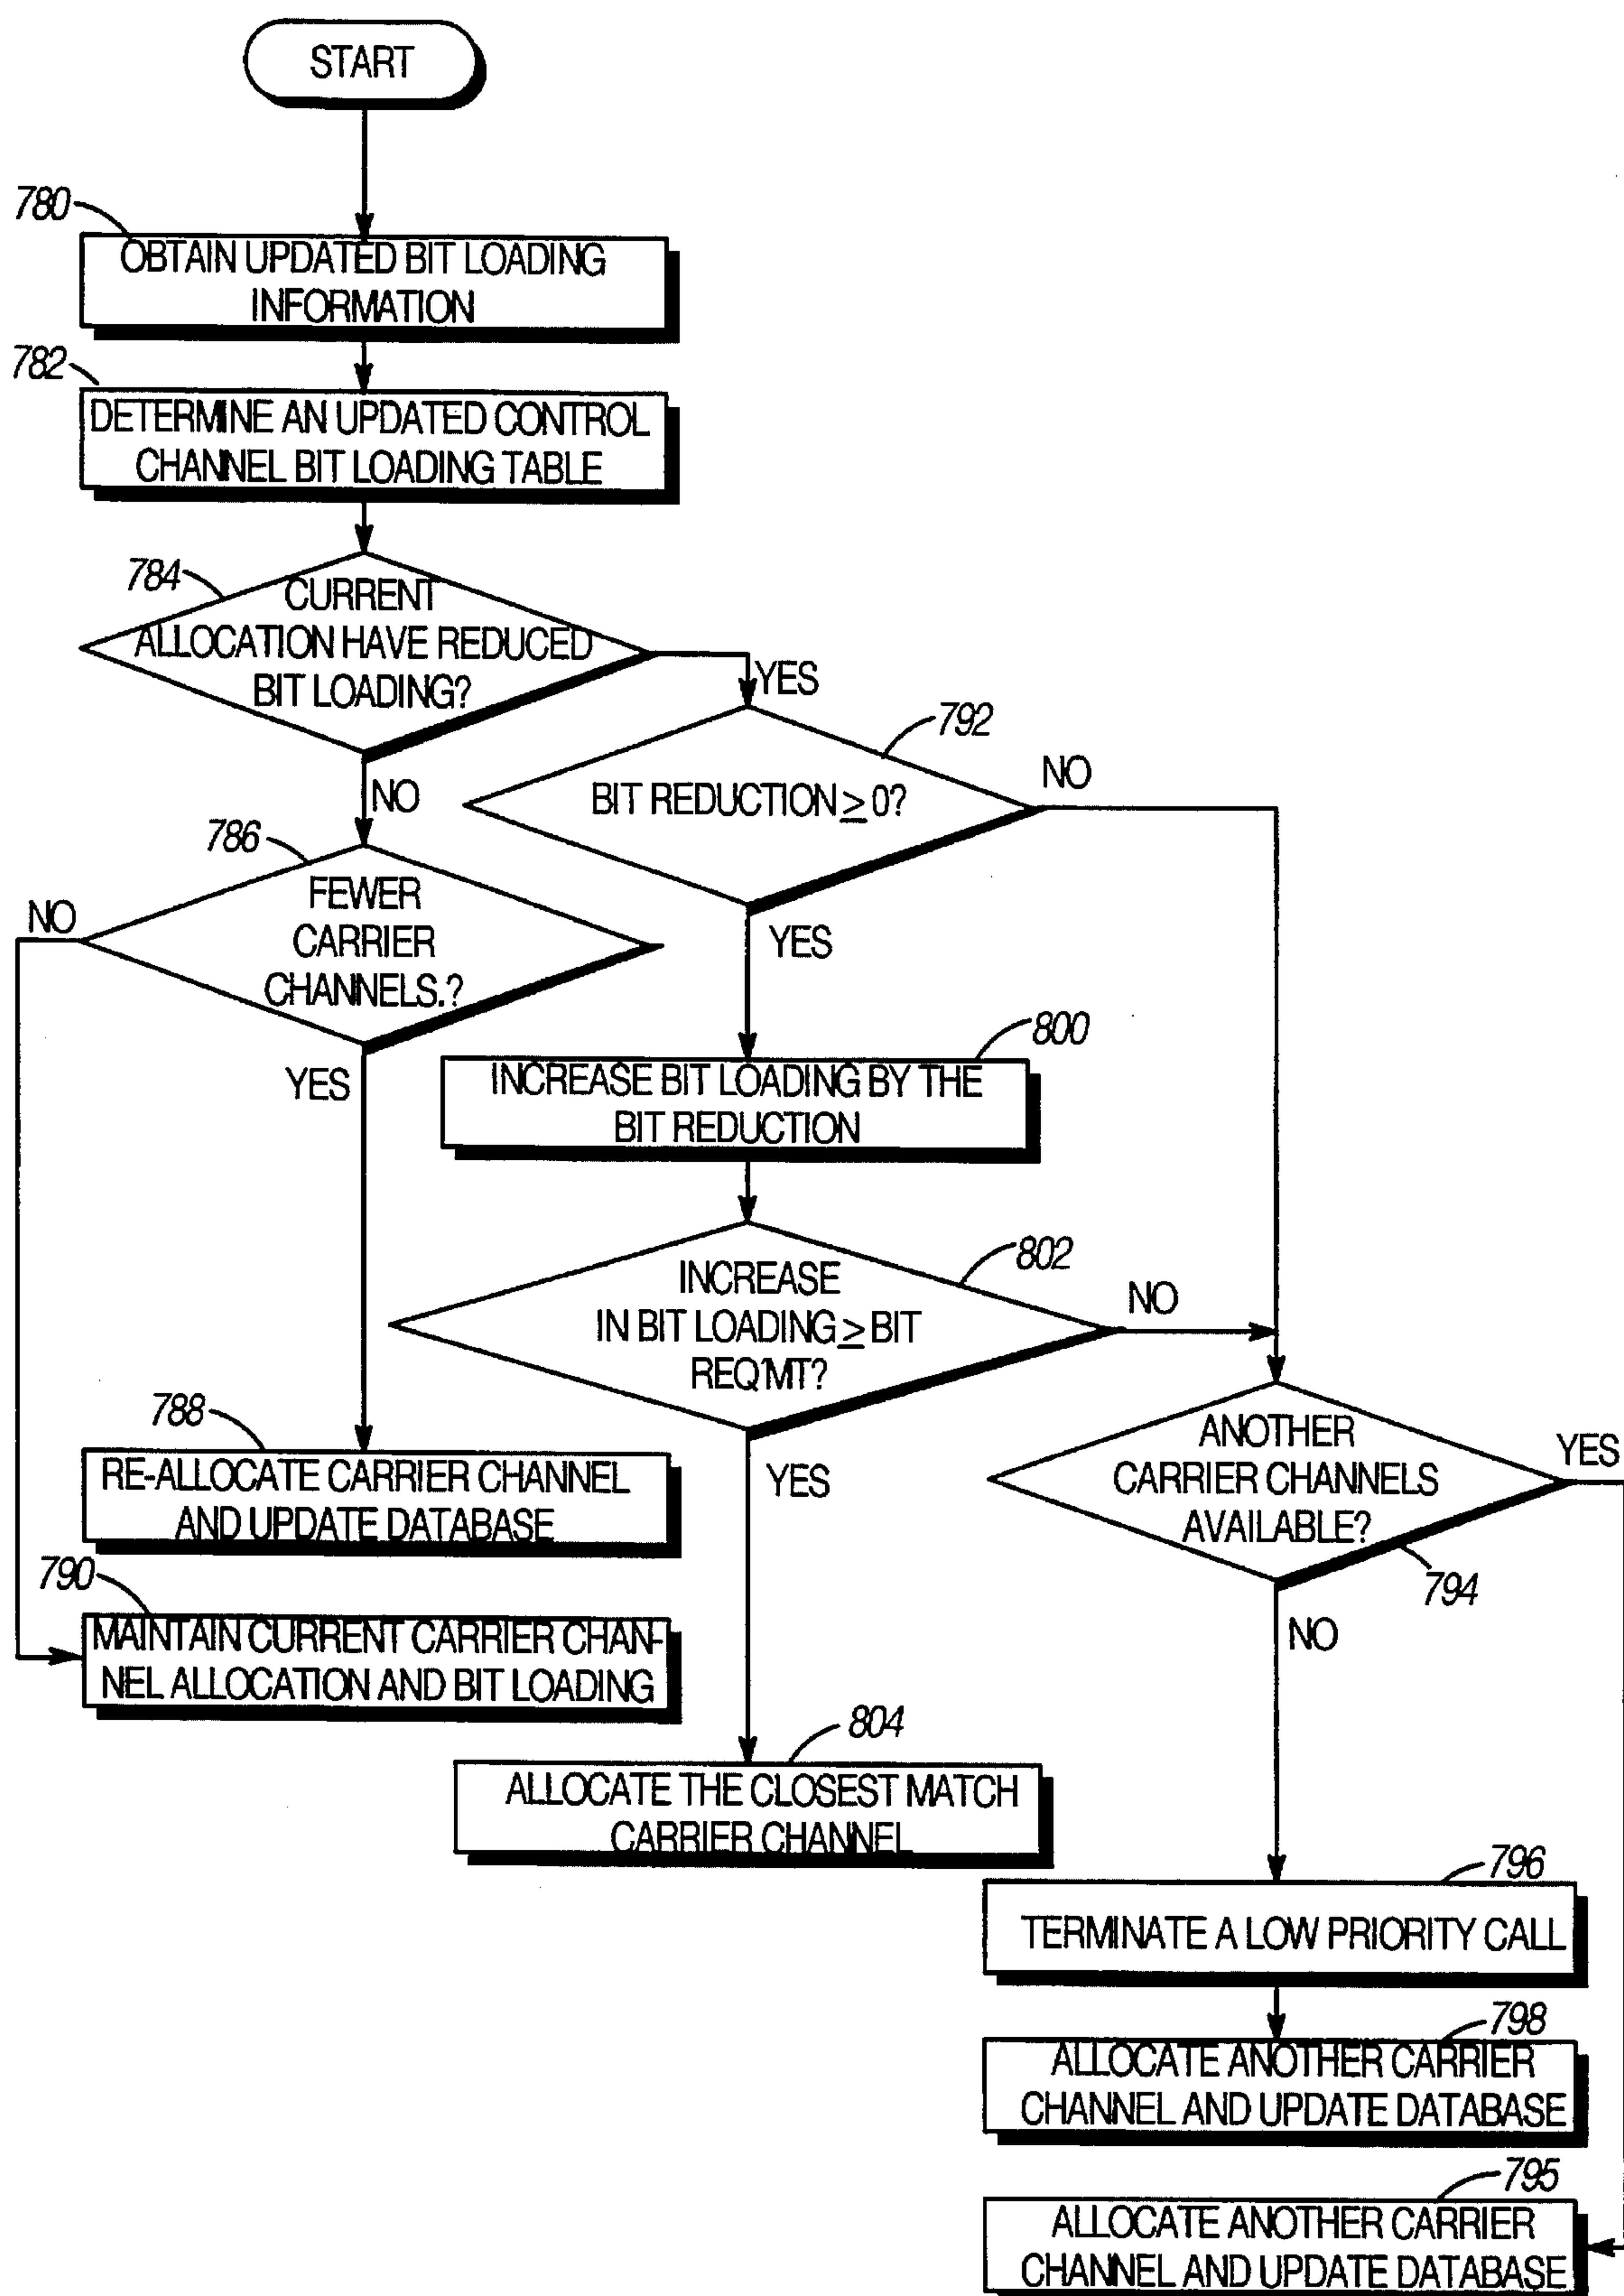 START
780
OBTAIN UPDATED BIT LOADING
INFORMATION
782
DETERMINE AN UPDATED CONTROL
CHANNEL BIT LOADING TABLE
784
CURRENT
ALLOCATION HAVE REDUCED
BIT LOADING?
YES
NO
792
BIT REDUCTION ≥ 0?
NO
YES
786
FEWER
CARRIER
CHANNELS.?
NO
YES
800
INCREASE BIT LOADING BY THE
BIT REDUCTION
802
INCREASE
IN BIT LOADING ≥ BIT
REQ'MT?
NO
YES
788
RE-ALLOCATE CARRIER CHANNEL
AND UPDATE DATABASE
790
MAINTAIN CURRENT CARRIER CHAN-
NEL ALLOCATION AND BIT LOADING
804
ALLOCATE THE CLOSEST MATCH
CARRIER CHANNEL
ANOTHER
CARRIER CHANNELS
AVAILABLE?
YES
794
NO
796
TERMINATE A LOW PRIORITY CALL
798
ALLOCATE ANOTHER CARRIER
CHANNEL AND UPDATE DATABASE
795
ALLOCATE ANOTHER CARRIER
CHANNEL AND UPDATE DATABASE